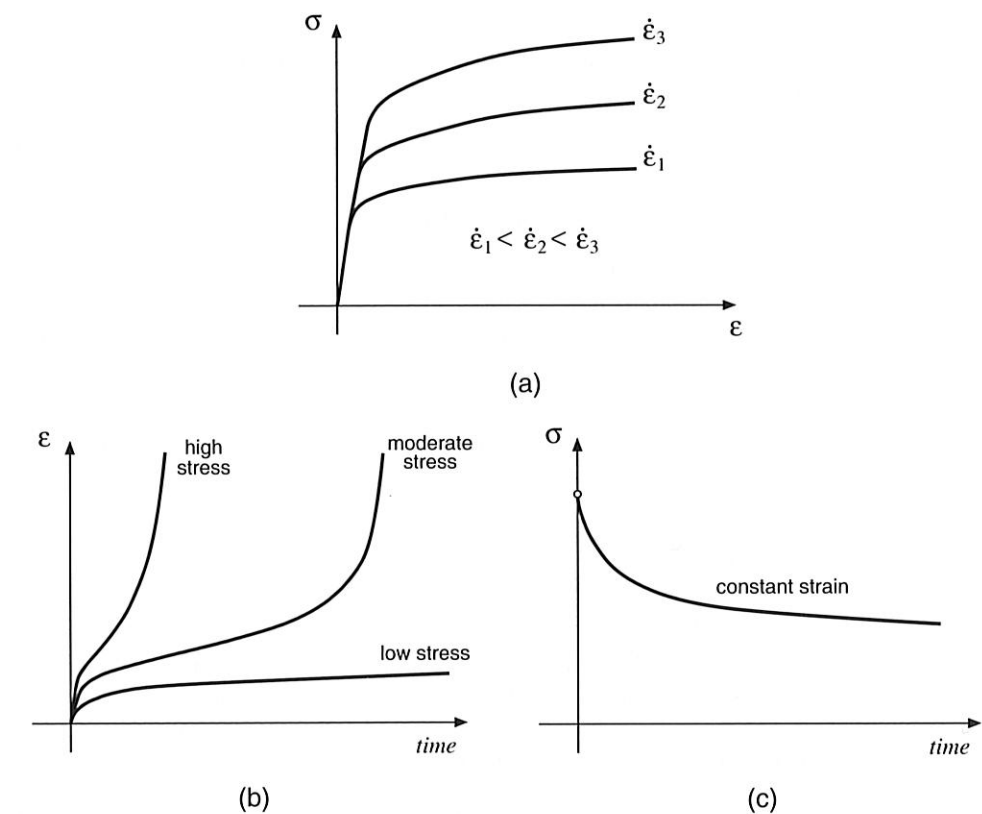 σ
ε̇3
ε̇2
ε̇1
ε̇1 < ε̇2 < ε̇3
ε
(a)
ε
high
stress
moderate
stress
low stress
time
(b)
σ
constant strain
time
(c)